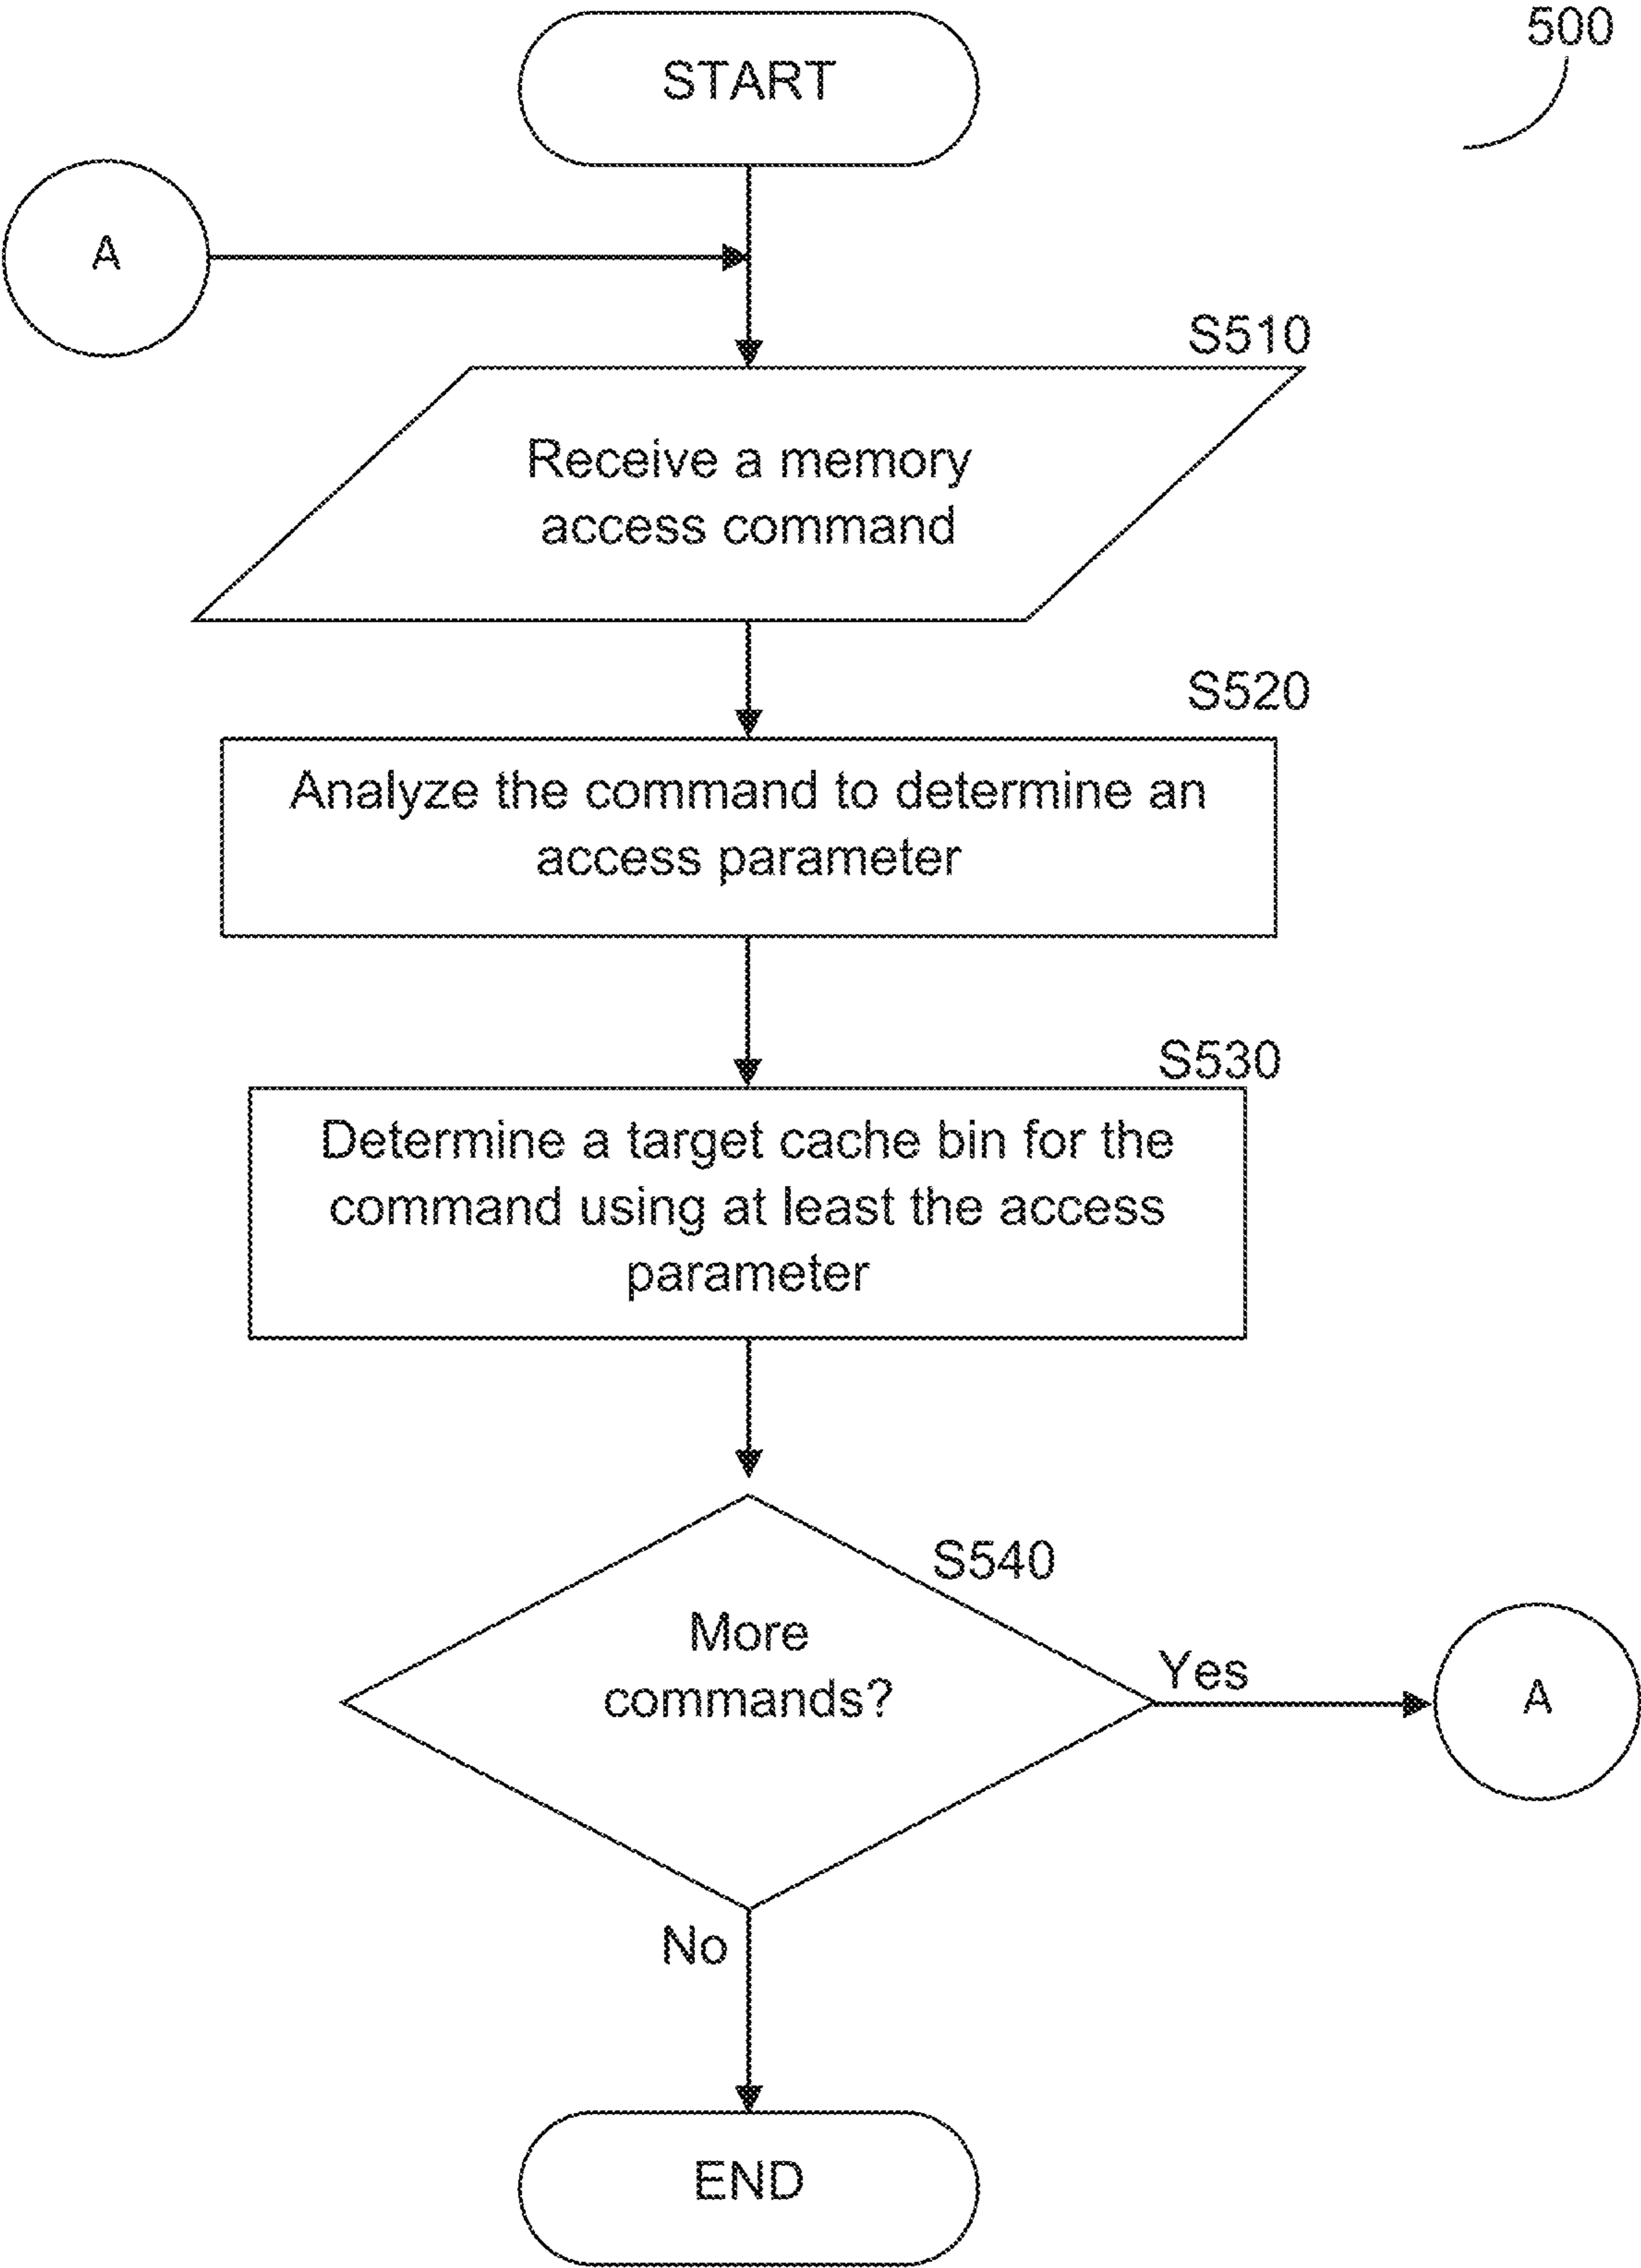 500
START
A
S510
Receive a memory
access command
S520
Analyze the command to determine an
access parameter
S530
Determine a target cache bin for the
command using at least the access
parameter
S540
More
commands?
Yes
A
No
END